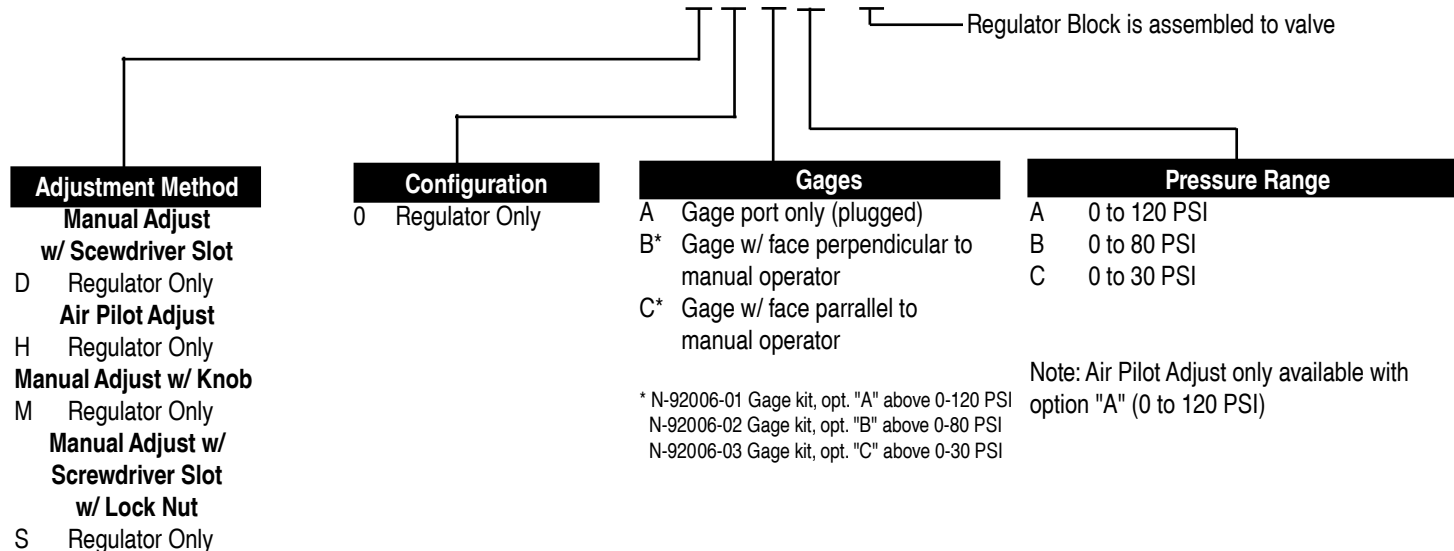 Regulator Block is assembled to valve
Adjustment Method
Manual Adjust
w/ Scewdriver Slot
D Regulator Only
Air Pilot Adjust
H Regulator Only
Manual Adjust w/ Knob
M Regulator Only
Manual Adjust w/
Screwdriver Slot
w/ Lock Nut
S Regulator Only
Configuration
0 Regulator Only
Gages
A Gage port only (plugged)
B* Gage w/ face perpendicular to
manual operator
C* Gage w/ face parrallel to
manual operator
* N-92006-01 Gage kit, opt. "A" above 0-120 PSI
N-92006-02 Gage kit, opt. "B" above 0-80 PSI
N-92006-03 Gage kit, opt. "C" above 0-30 PSI
Pressure Range
A 0 to 120 PSI
B 0 to 80 PSI
C 0 to 30 PSI
Note: Air Pilot Adjust only available with
option "A" (0 to 120 PSI)